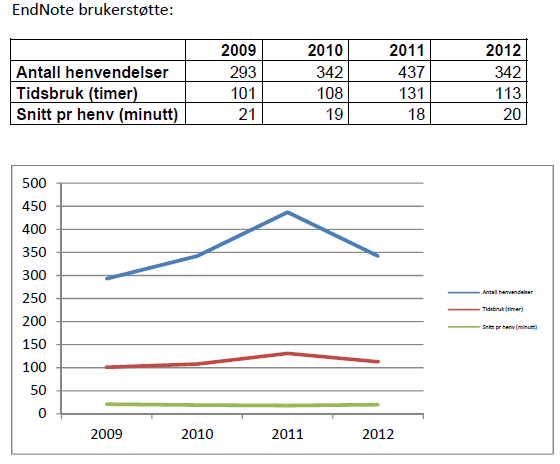 EndNote brukerstøtte:
2009 2010 2011 2012
Antall henvendelser 293 342 437 342
Tidsbruk (timer) 101 108 131 113
Snitt pr henv (minutt) 21 19 18 20
500
450
400
350
300
250
200
150
100
50
0
2009 2010 2011 2012
Antall henvendelser
Tidsbruk (timer)
Snitt pr henv (minutt)